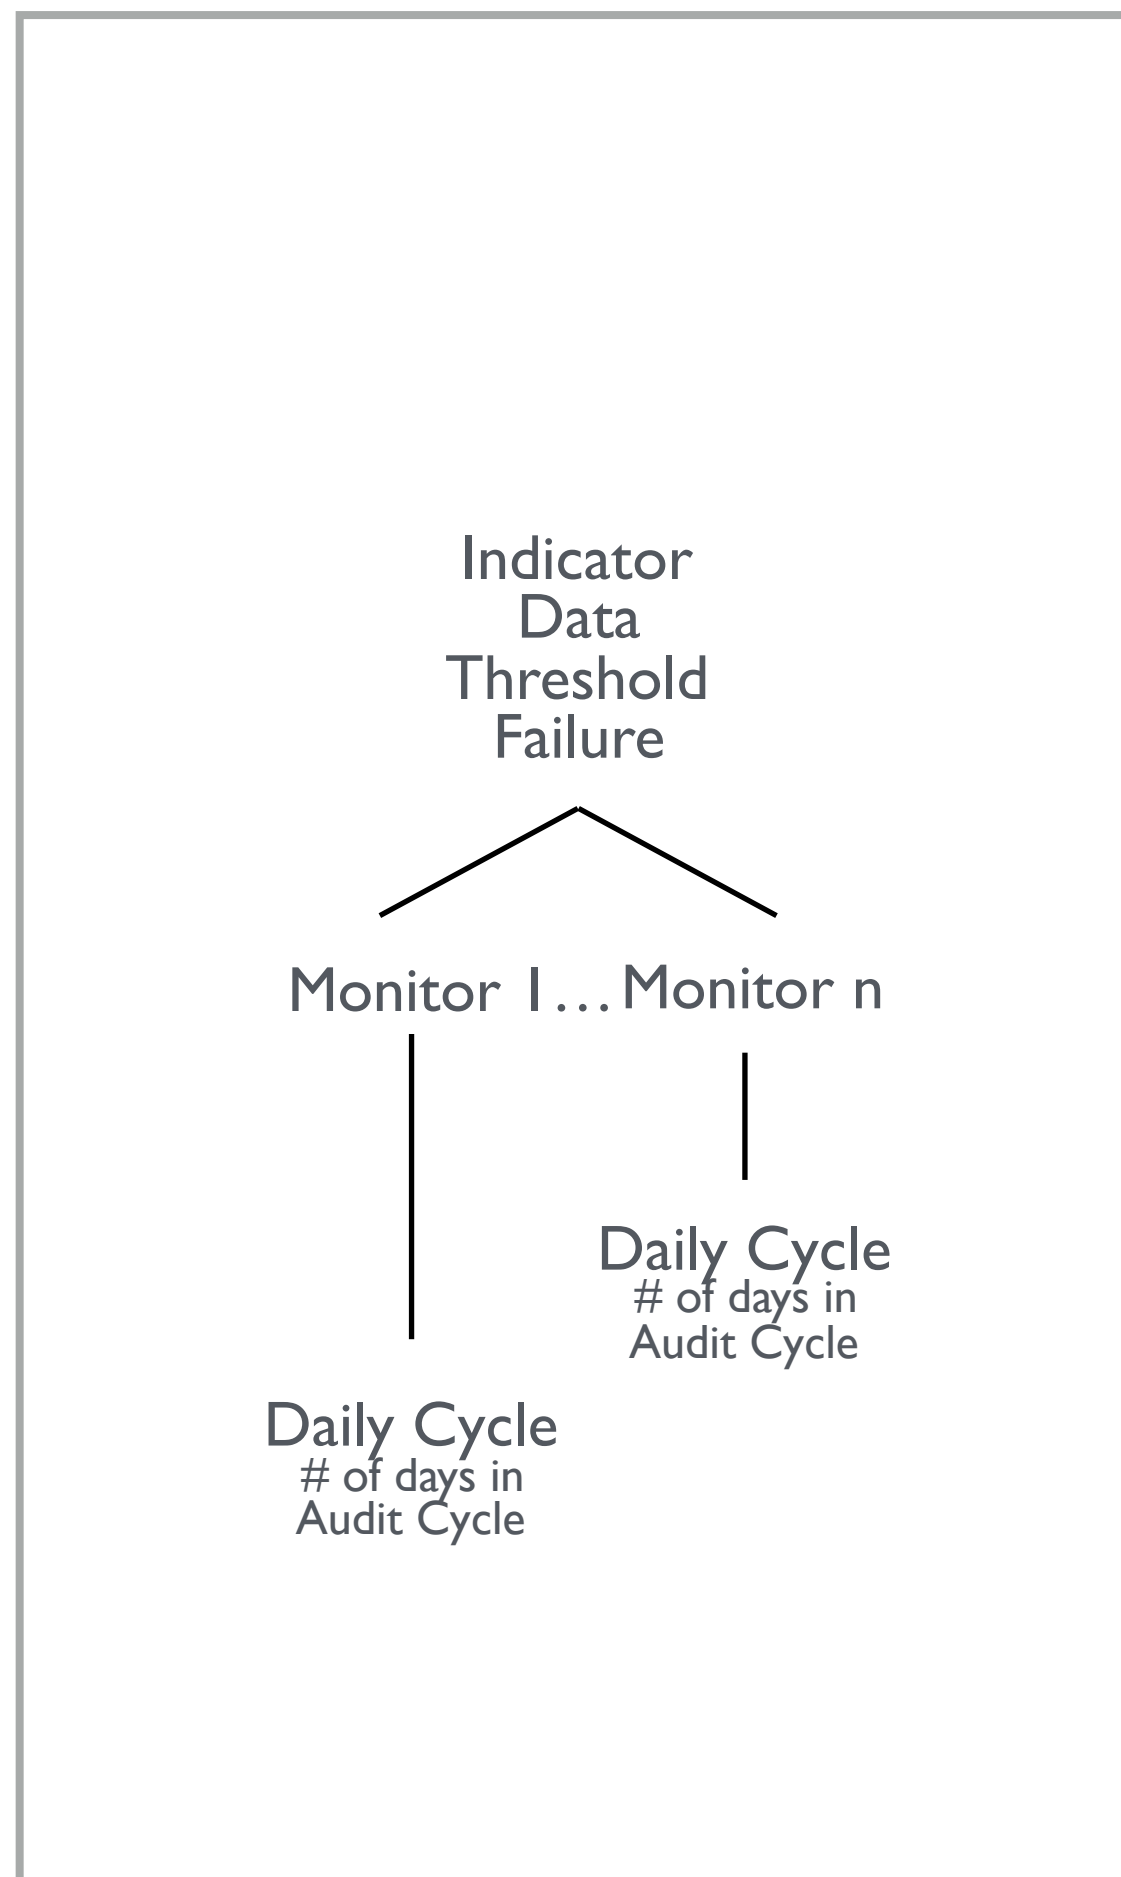 Indicator
Data
Threshold
Failure
Monitor 1…
Monitor n
Daily Cycle
# of days in
Audit Cycle
Daily Cycle
# of days in
Audit Cycle